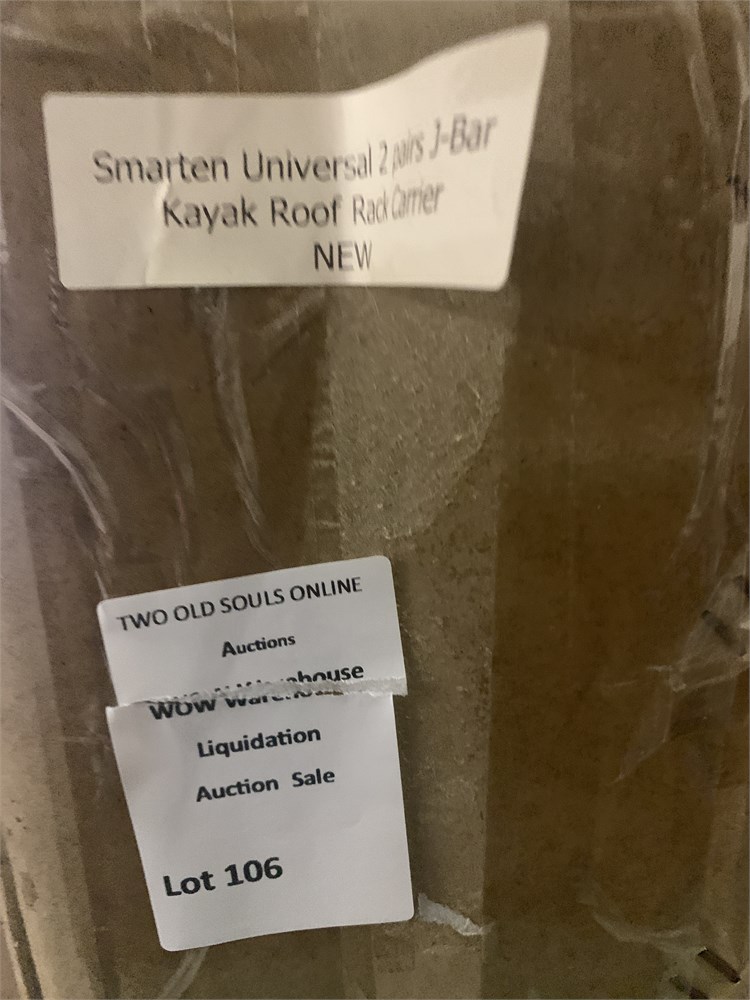 Smarten Universal 2 pairs J-Bar
Kayak Roof Rack Carrier
NEW
TWO OLD SOULS ONLINE
Auctions
WOW Warehouse
Liquidation
Auction Sale
Lot 106